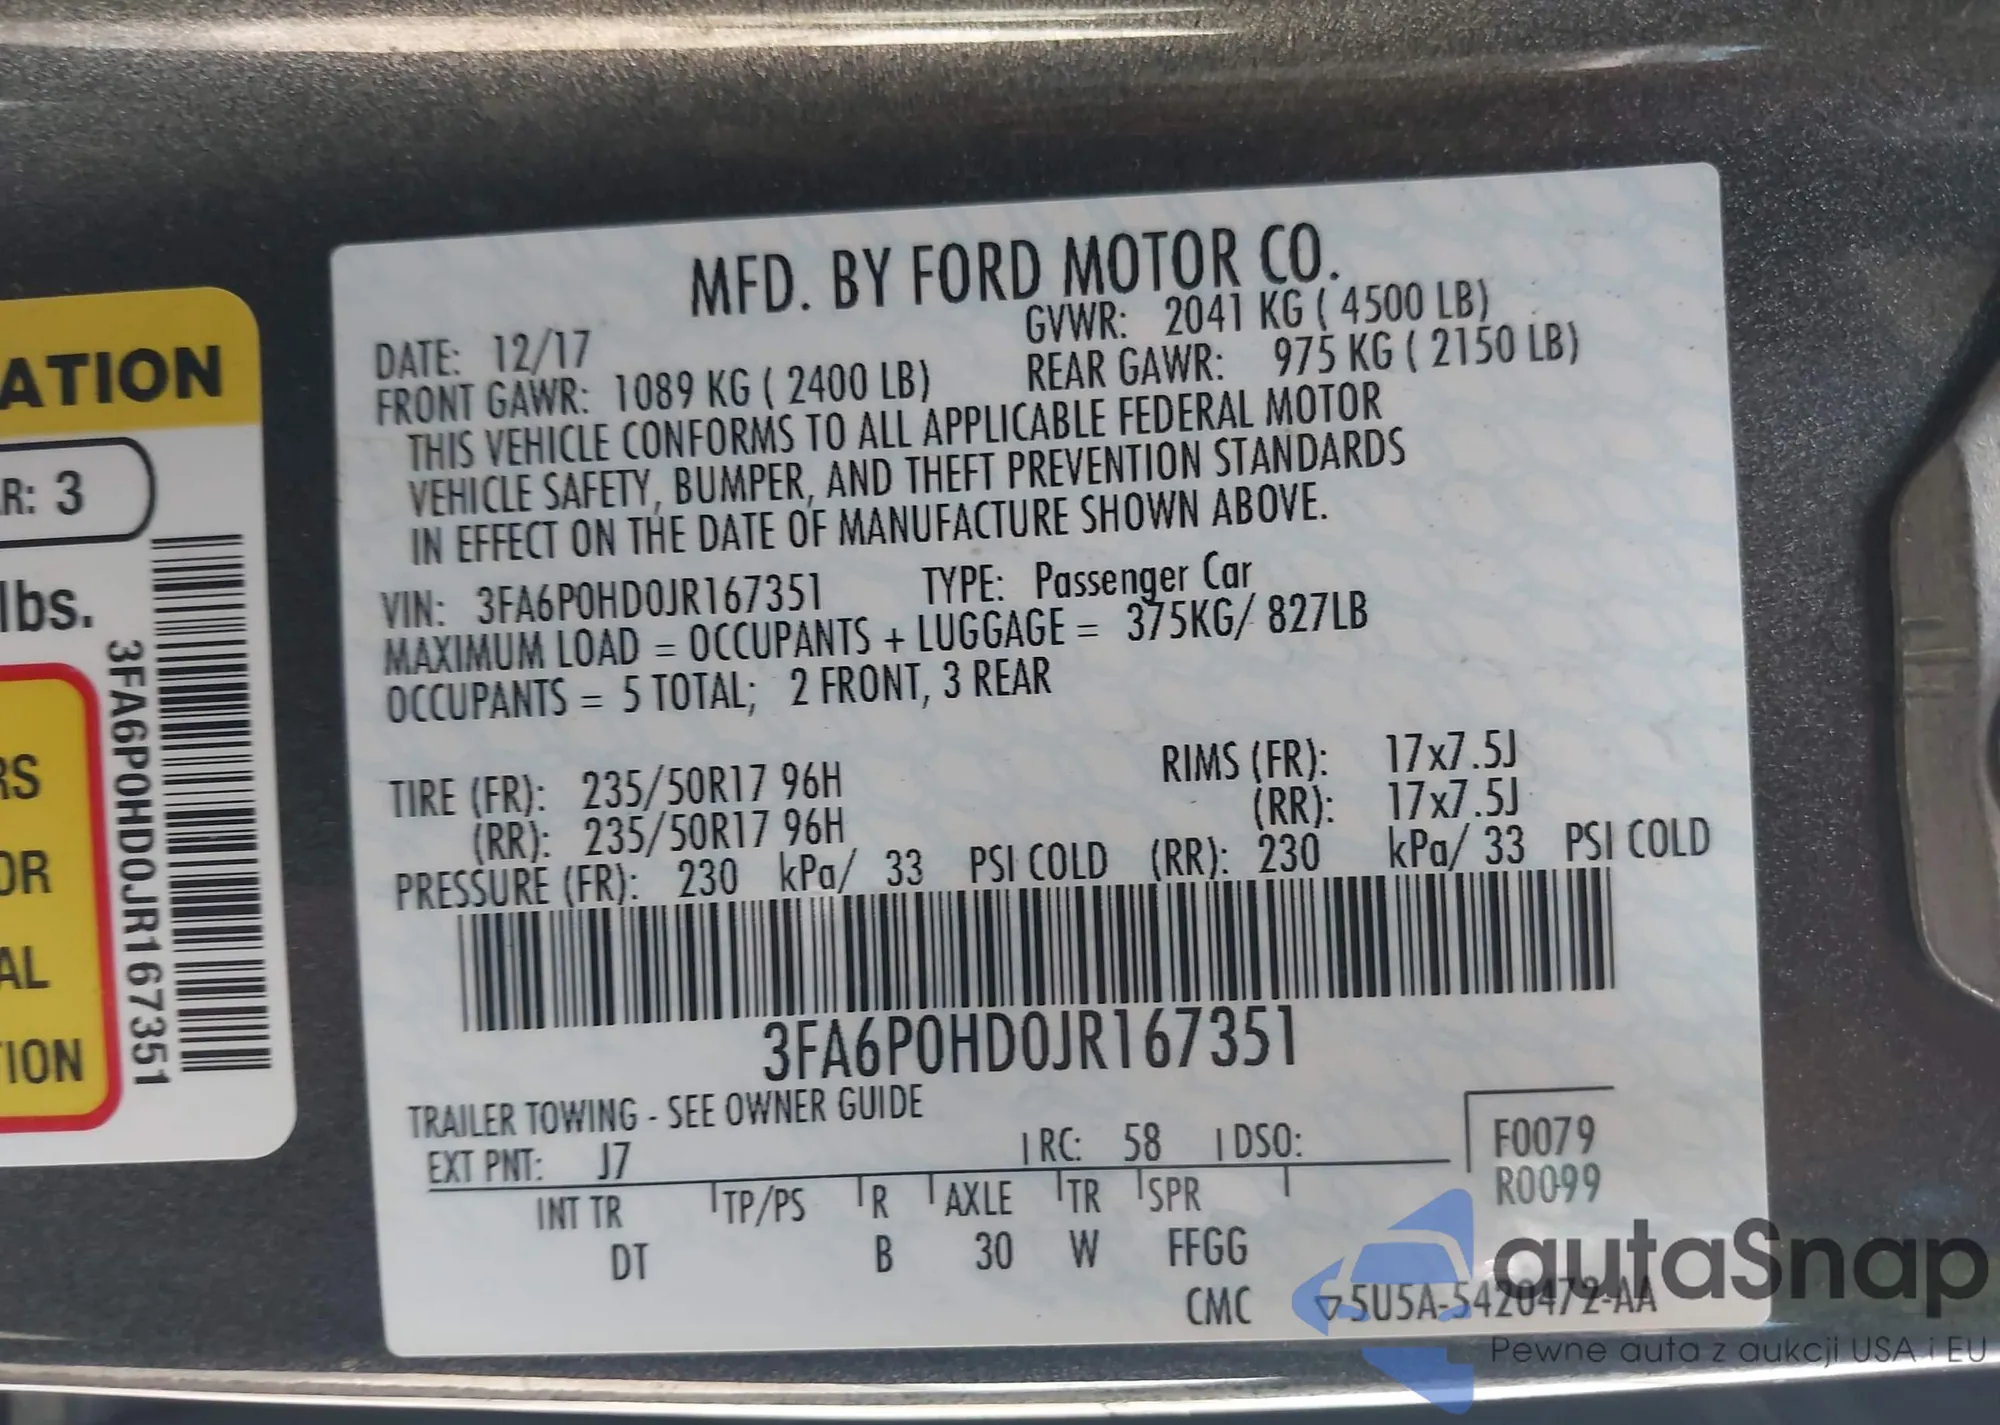 ATION
R: 3
lbs.
3FA6P0HD0JR167351
RS
OR
AL
TION
MFD. BY FORD MOTOR CO.
DATE: 12/17 GVWR: 2041 KG ( 4500 LB)
FRONT GAWR: 1089 KG ( 2400 LB) REAR GAWR: 975 KG ( 2150 LB)
THIS VEHICLE CONFORMS TO ALL APPLICABLE FEDERAL MOTOR
VEHICLE SAFETY, BUMPER, AND THEFT PREVENTION STANDARDS
IN EFFECT ON THE DATE OF MANUFACTURE SHOWN ABOVE.
VIN: 3FA6P0HD0JR167351 TYPE: Passenger Car
MAXIMUM LOAD = OCCUPANTS + LUGGAGE = 375KG/ 827LB
OCCUPANTS = 5 TOTAL; 2 FRONT, 3 REAR
TIRE (FR): 235/50R17 96H RIMS (FR): 17x7.5J
(RR): 235/50R17 96H (RR): 17x7.5J
PRESSURE (FR): 230 kPa/ 33 PSI COLD (RR): 230 kPa/ 33 PSI COLD
3FA6P0HD0JR167351
TRAILER TOWING - SEE OWNER GUIDE
EXT PNT: J7 RC: 58 DSO: F0079
R0099
INT TR TP/PS R AXLE TR SPR
DT B 30 W FFGG
CMC 5U5A-5420472-AA
autaSnap
Pewne auta z aukcji USA i EU